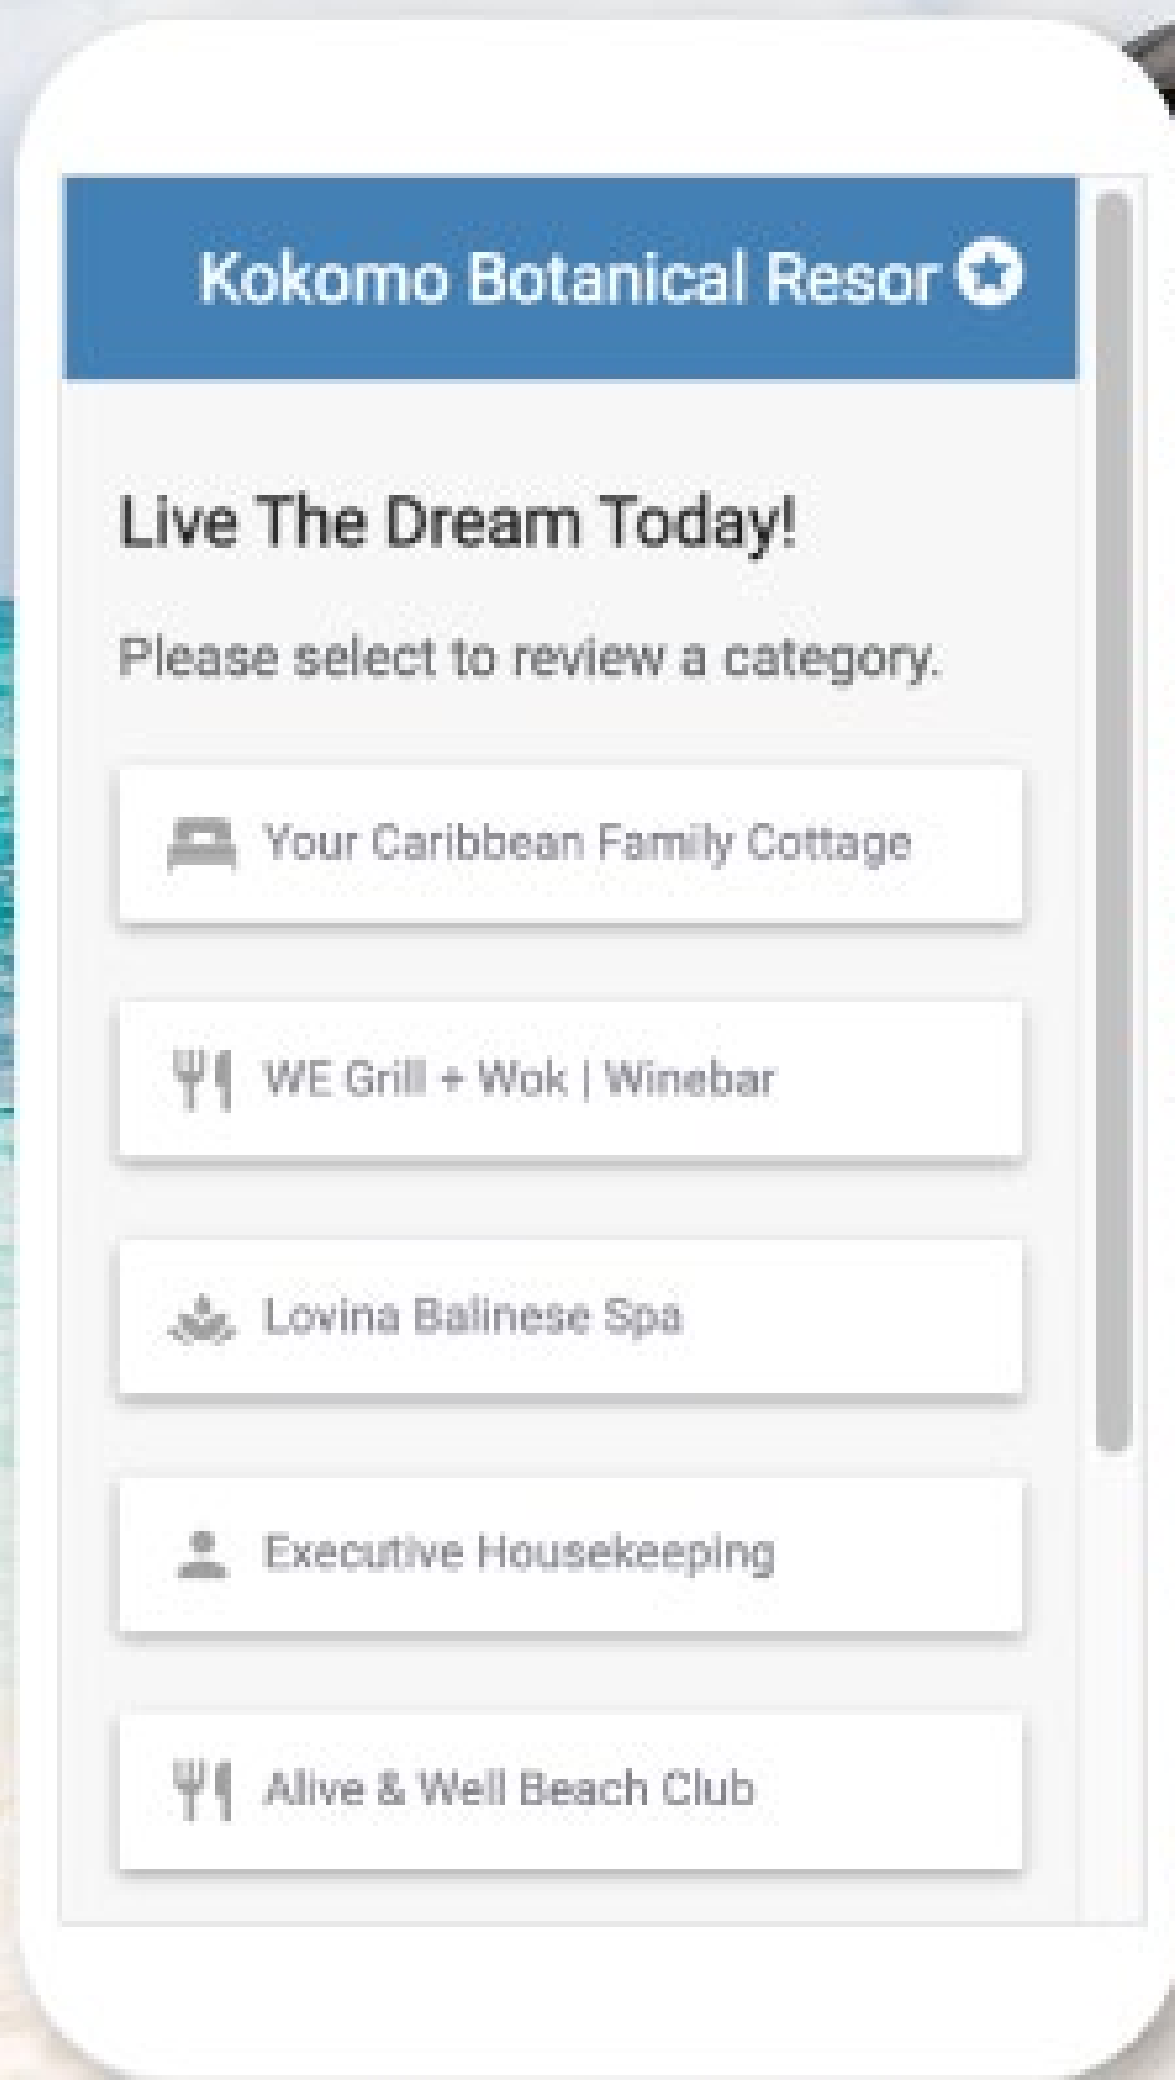 Kokomo Botanical Resor
Live The Dream Today!
Please select to review a category.
Your Caribbean Family Cottage
WE Grill + Wok | Winebar
Lovina Balinese Spa
Executive Housekeeping
Alive & Well Beach Club